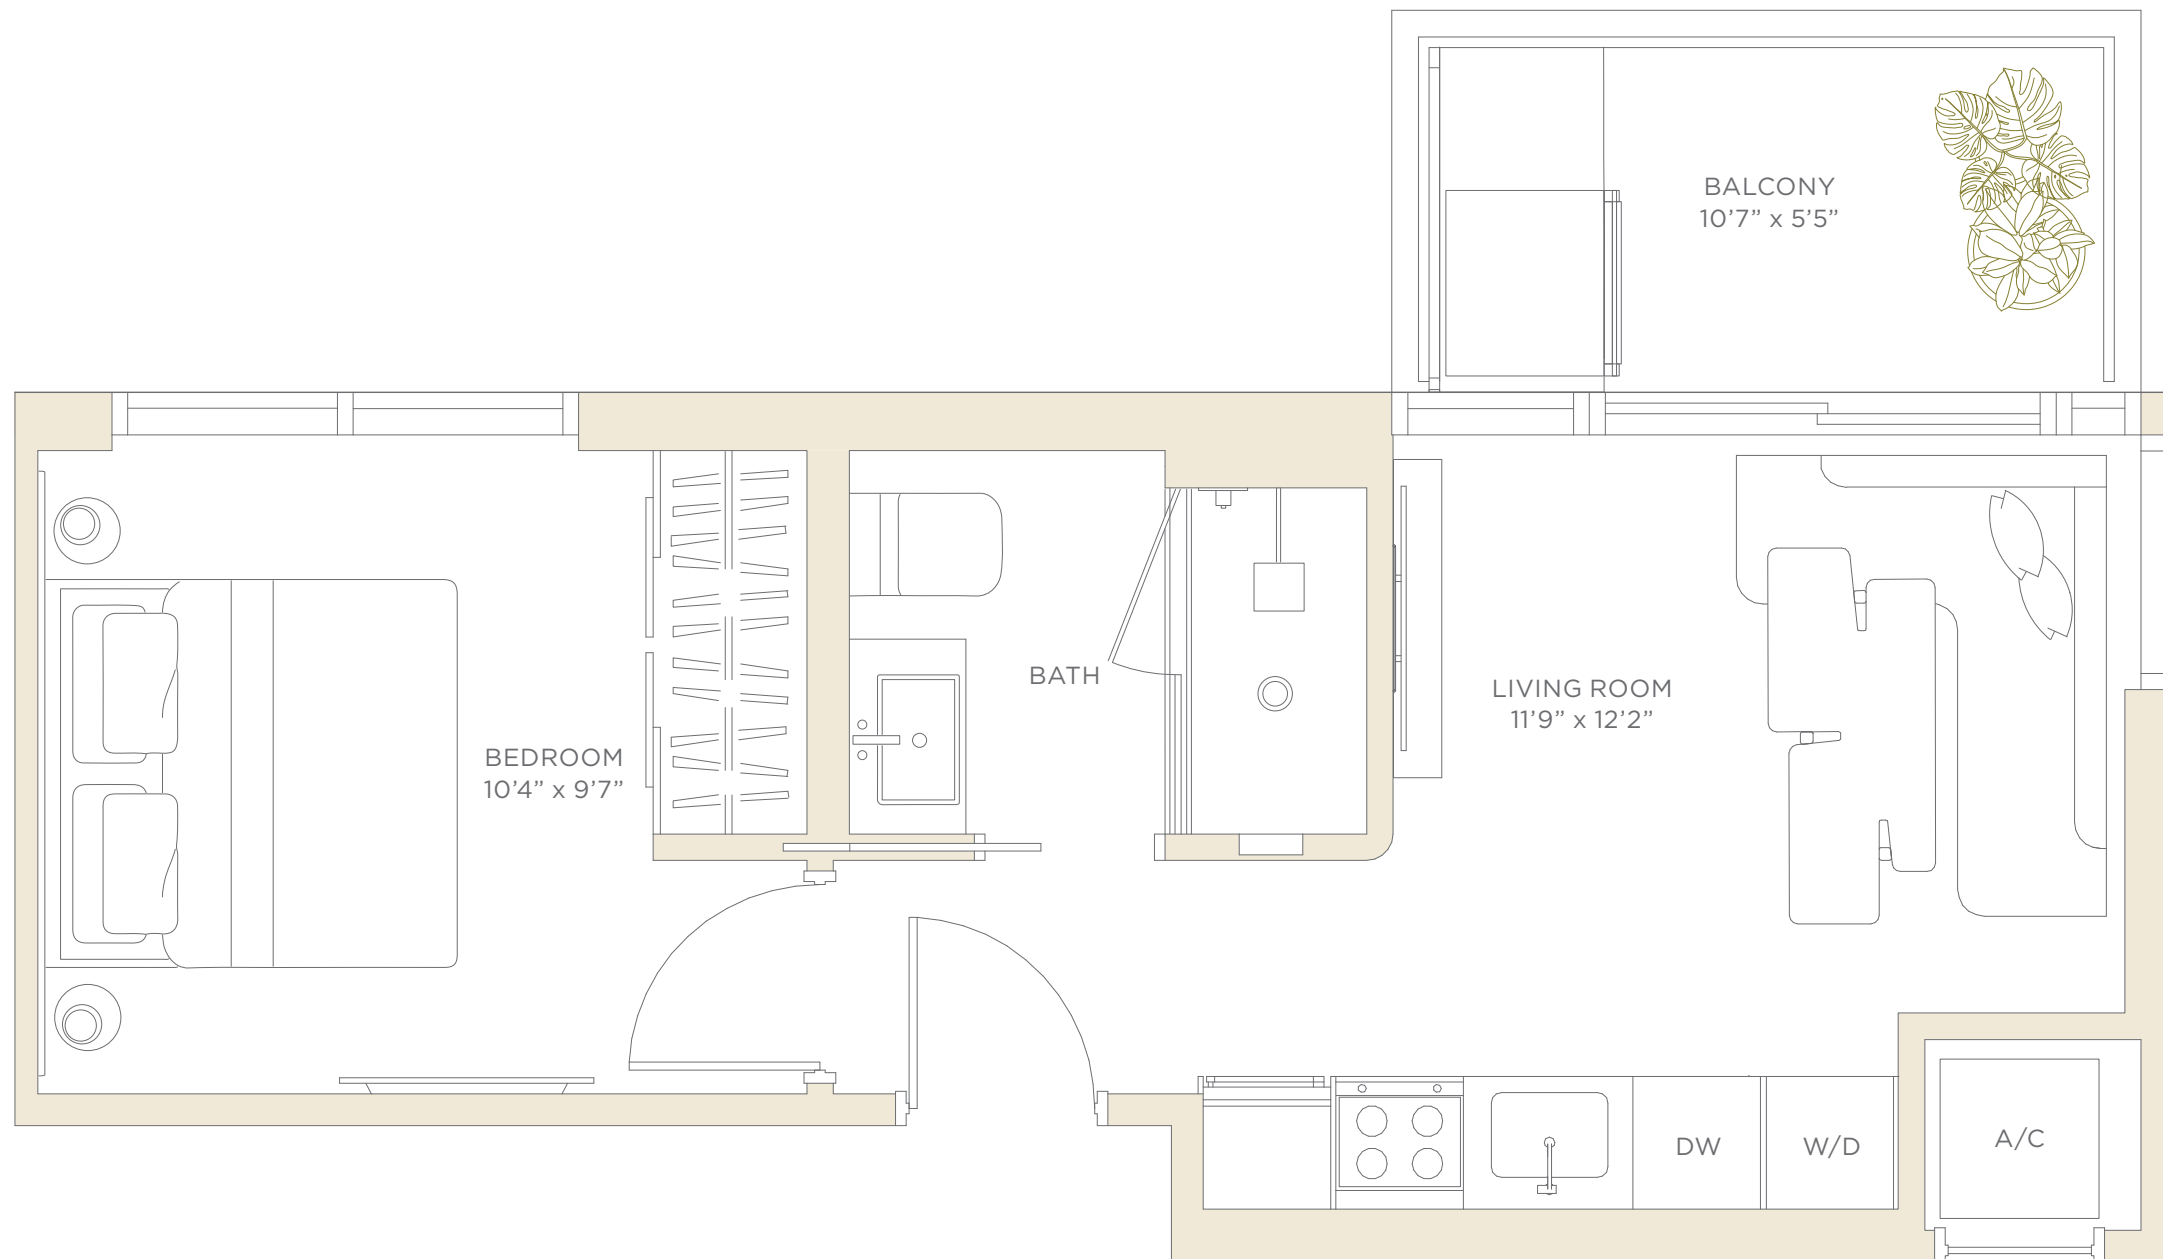 BALCONY
10’7” x 5’5”
BATH
LIVING ROOM
11’9” x 12’2”
BEDROOM
10’4” x 9’7”
DW
W/D
A/C